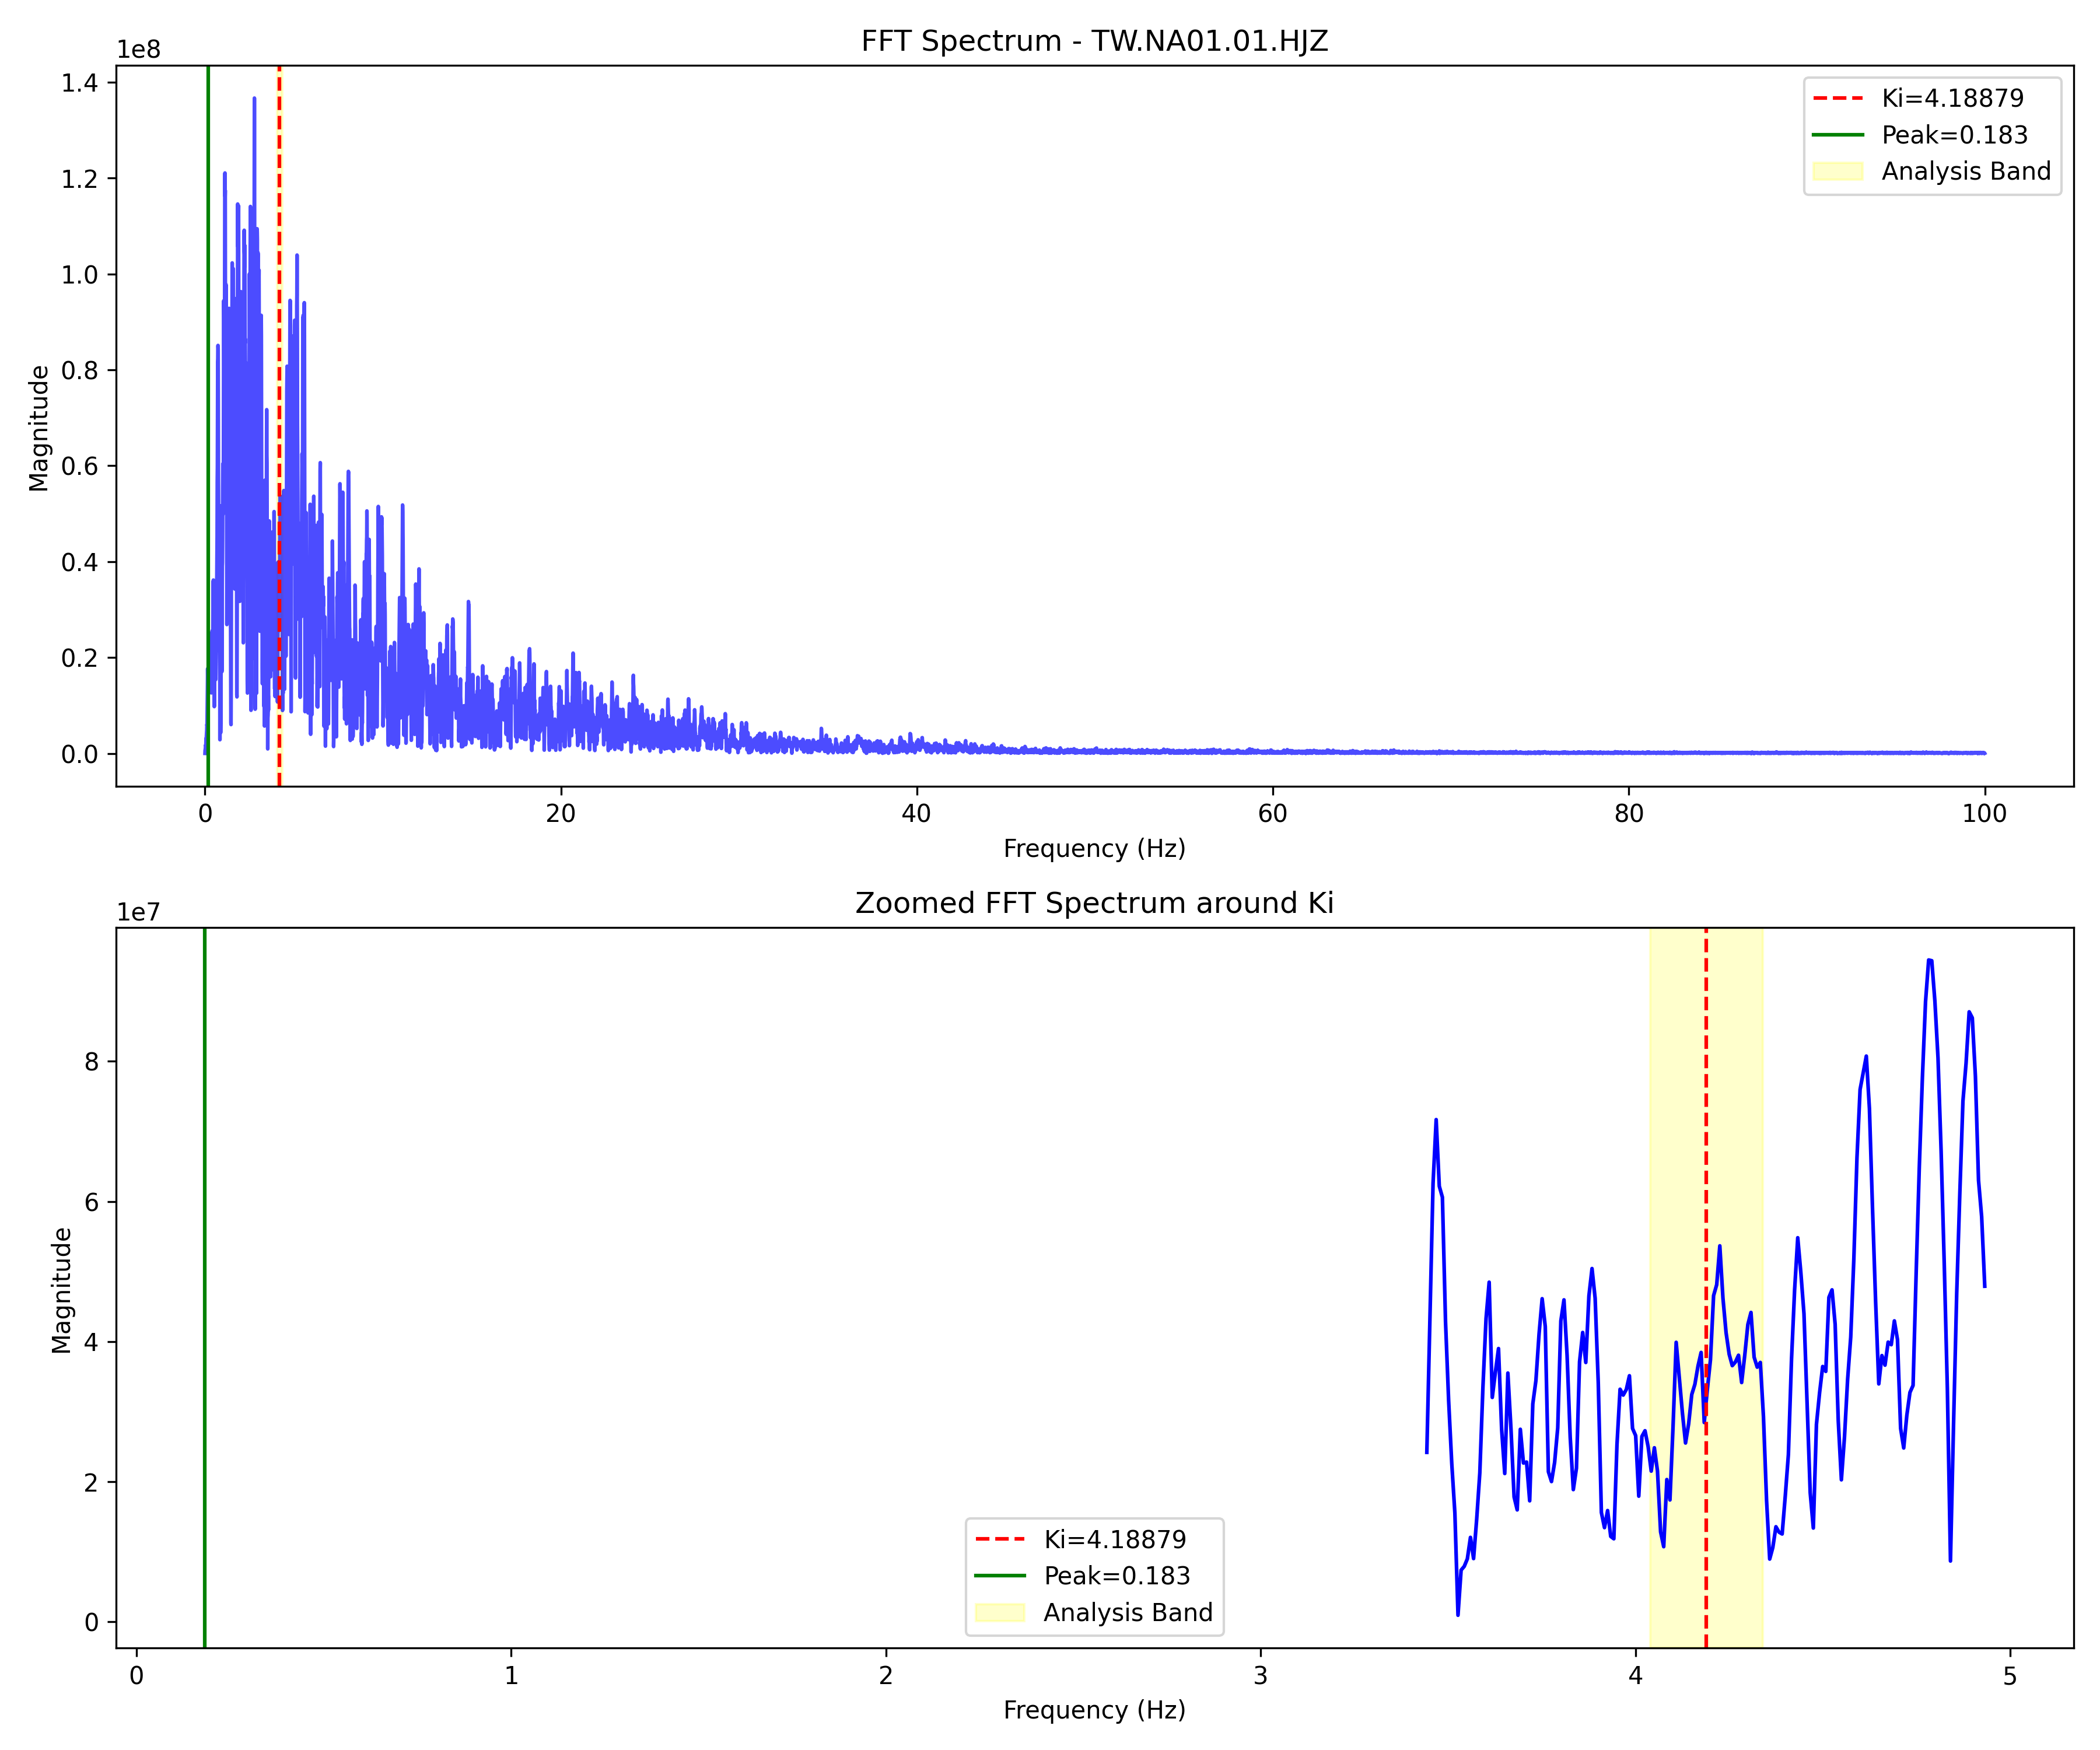 FFT Spectrum - TW.NA01.01.HJZ
1e8
1.4
1.2
1.0
0.8
0.6
0.4
0.2
0.0
Magnitude
Ki=4.18879
Peak=0.183
Analysis Band
0 20 40 60 80 100
Frequency (Hz)
Zoomed FFT Spectrum around Ki
1e7
8
6
4
2
0
Magnitude
Ki=4.18879
Peak=0.183
Analysis Band
0 1 2 3 4 5
Frequency (Hz)